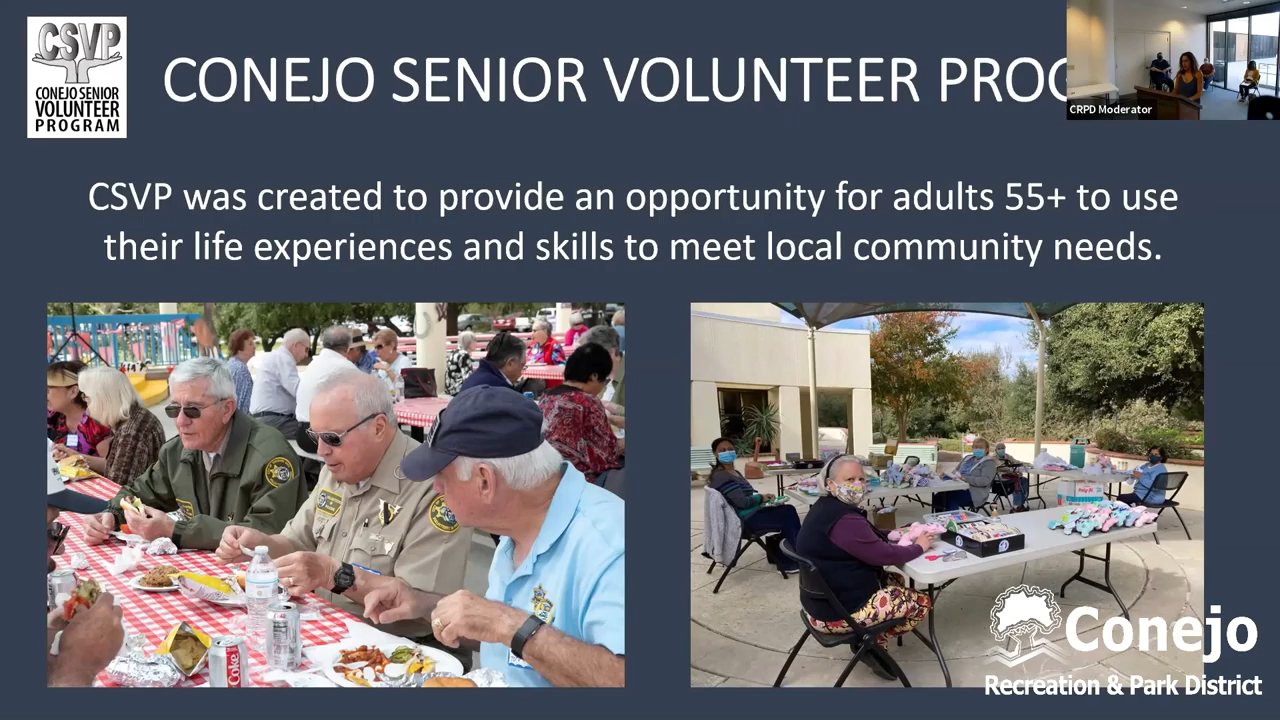 CSVP
CONEJO SENIOR
VOLUNTEER
PROGRAM
CONEJO SENIOR VOLUNTEER PROG
CRPD Moderator
CSVP was created to provide an opportunity for adults 55+ to use
their life experiences and skills to meet local community needs.
Coke
Conejo
Recreation & Park District